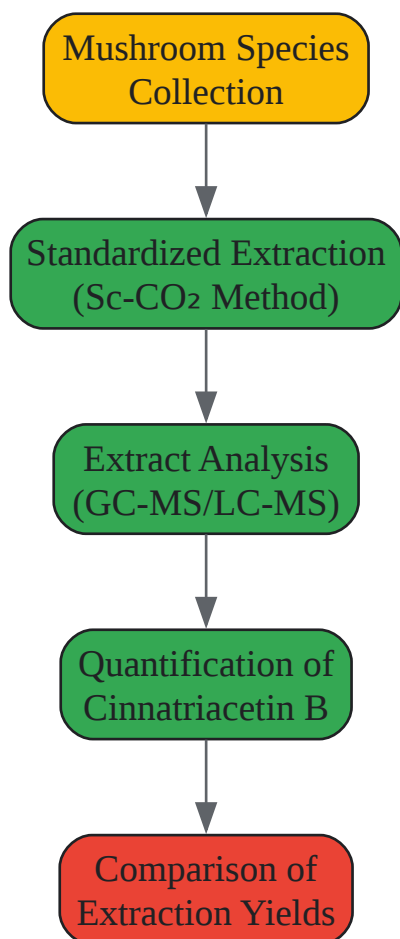 Mushroom Species
Collection
Standardized Extraction
(Sc-CO₂ Method)
Extract Analysis
(GC-MS/LC-MS)
Quantification of
Cinnatriacetin B
Comparison of
Extraction Yields